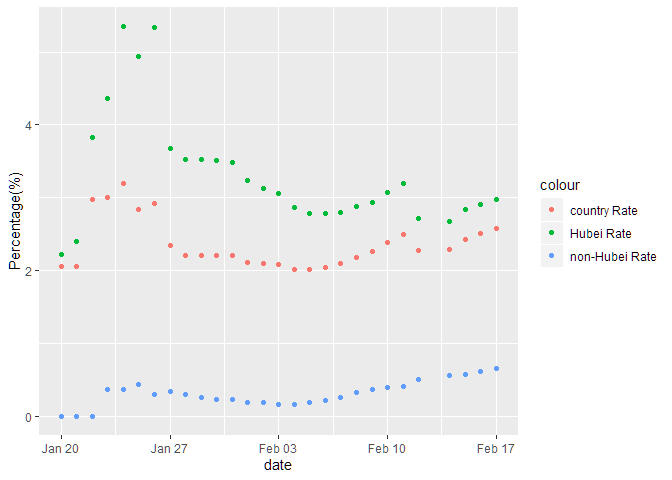 Percentage(%)
4
2
0
Jan 20
Jan 27
Feb 03
Feb 10
Feb 17
date
colour
country Rate
Hubei Rate
non-Hubei Rate